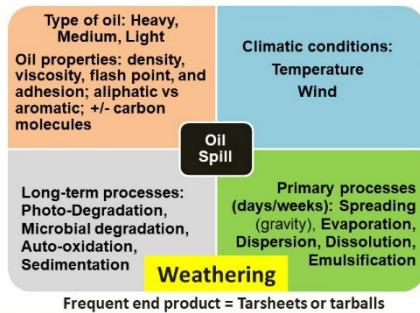 Type of oil: Heavy,
Medium, Light
Oil properties: density,
viscosity, flash point, and
adhesion; aliphatic vs
aromatic; +/- carbon
molecules
Climatic conditions:
Temperature
Wind
Oil
Spill
Long-term processes:
Photo-Degradation,
Microbial degradation,
Auto-oxidation,
Sedimentation
Primary processes
(days/weeks): Spreading
(gravity), Evaporation,
Dispersion, Dissolution,
Emulsification
Weathering
Frequent end product = Tarsheets or tarballs